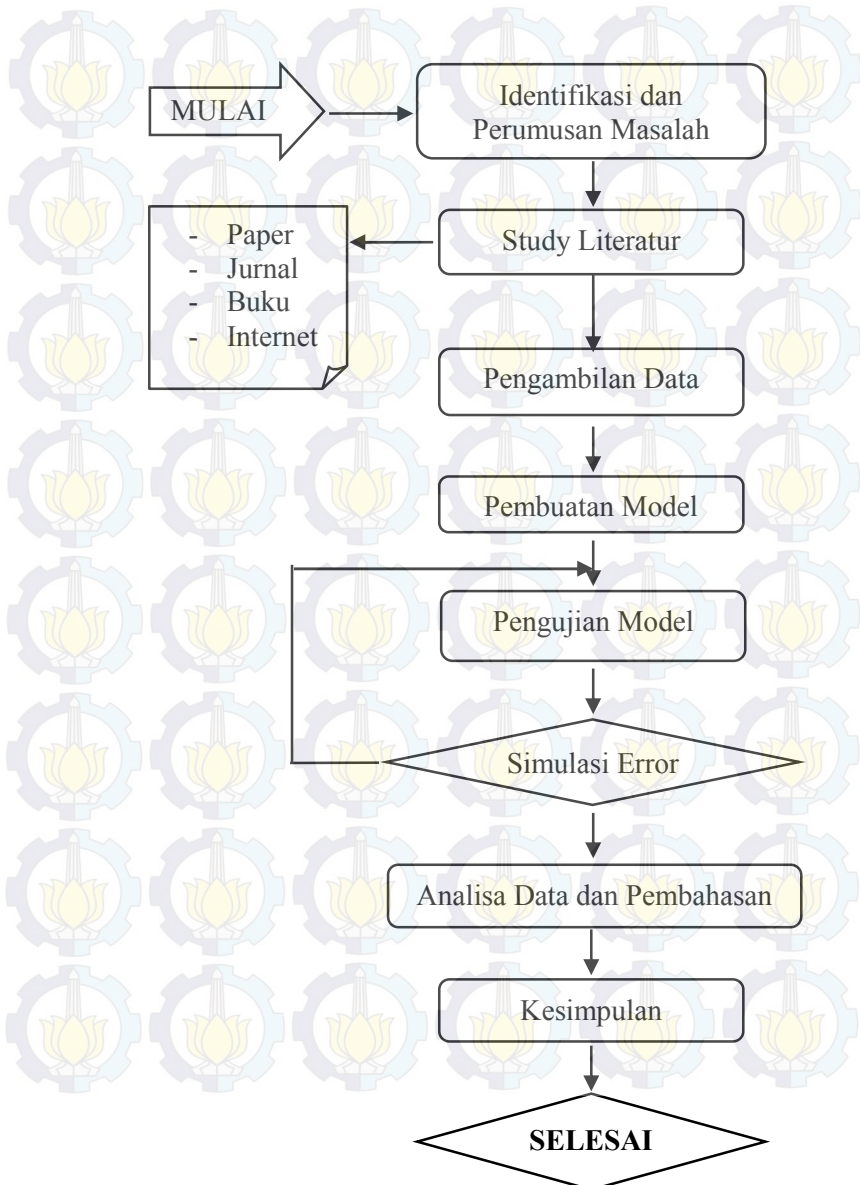 MULAI
Identifikasi dan
Perumusan Masalah
Study Literatur
- Paper
- Jurnal
- Buku
- Internet
Pengambilan Data
Pembuatan Model
Pengujian Model
Simulasi Error
Analisa Data dan Pembahasan
Kesimpulan
SELESAI